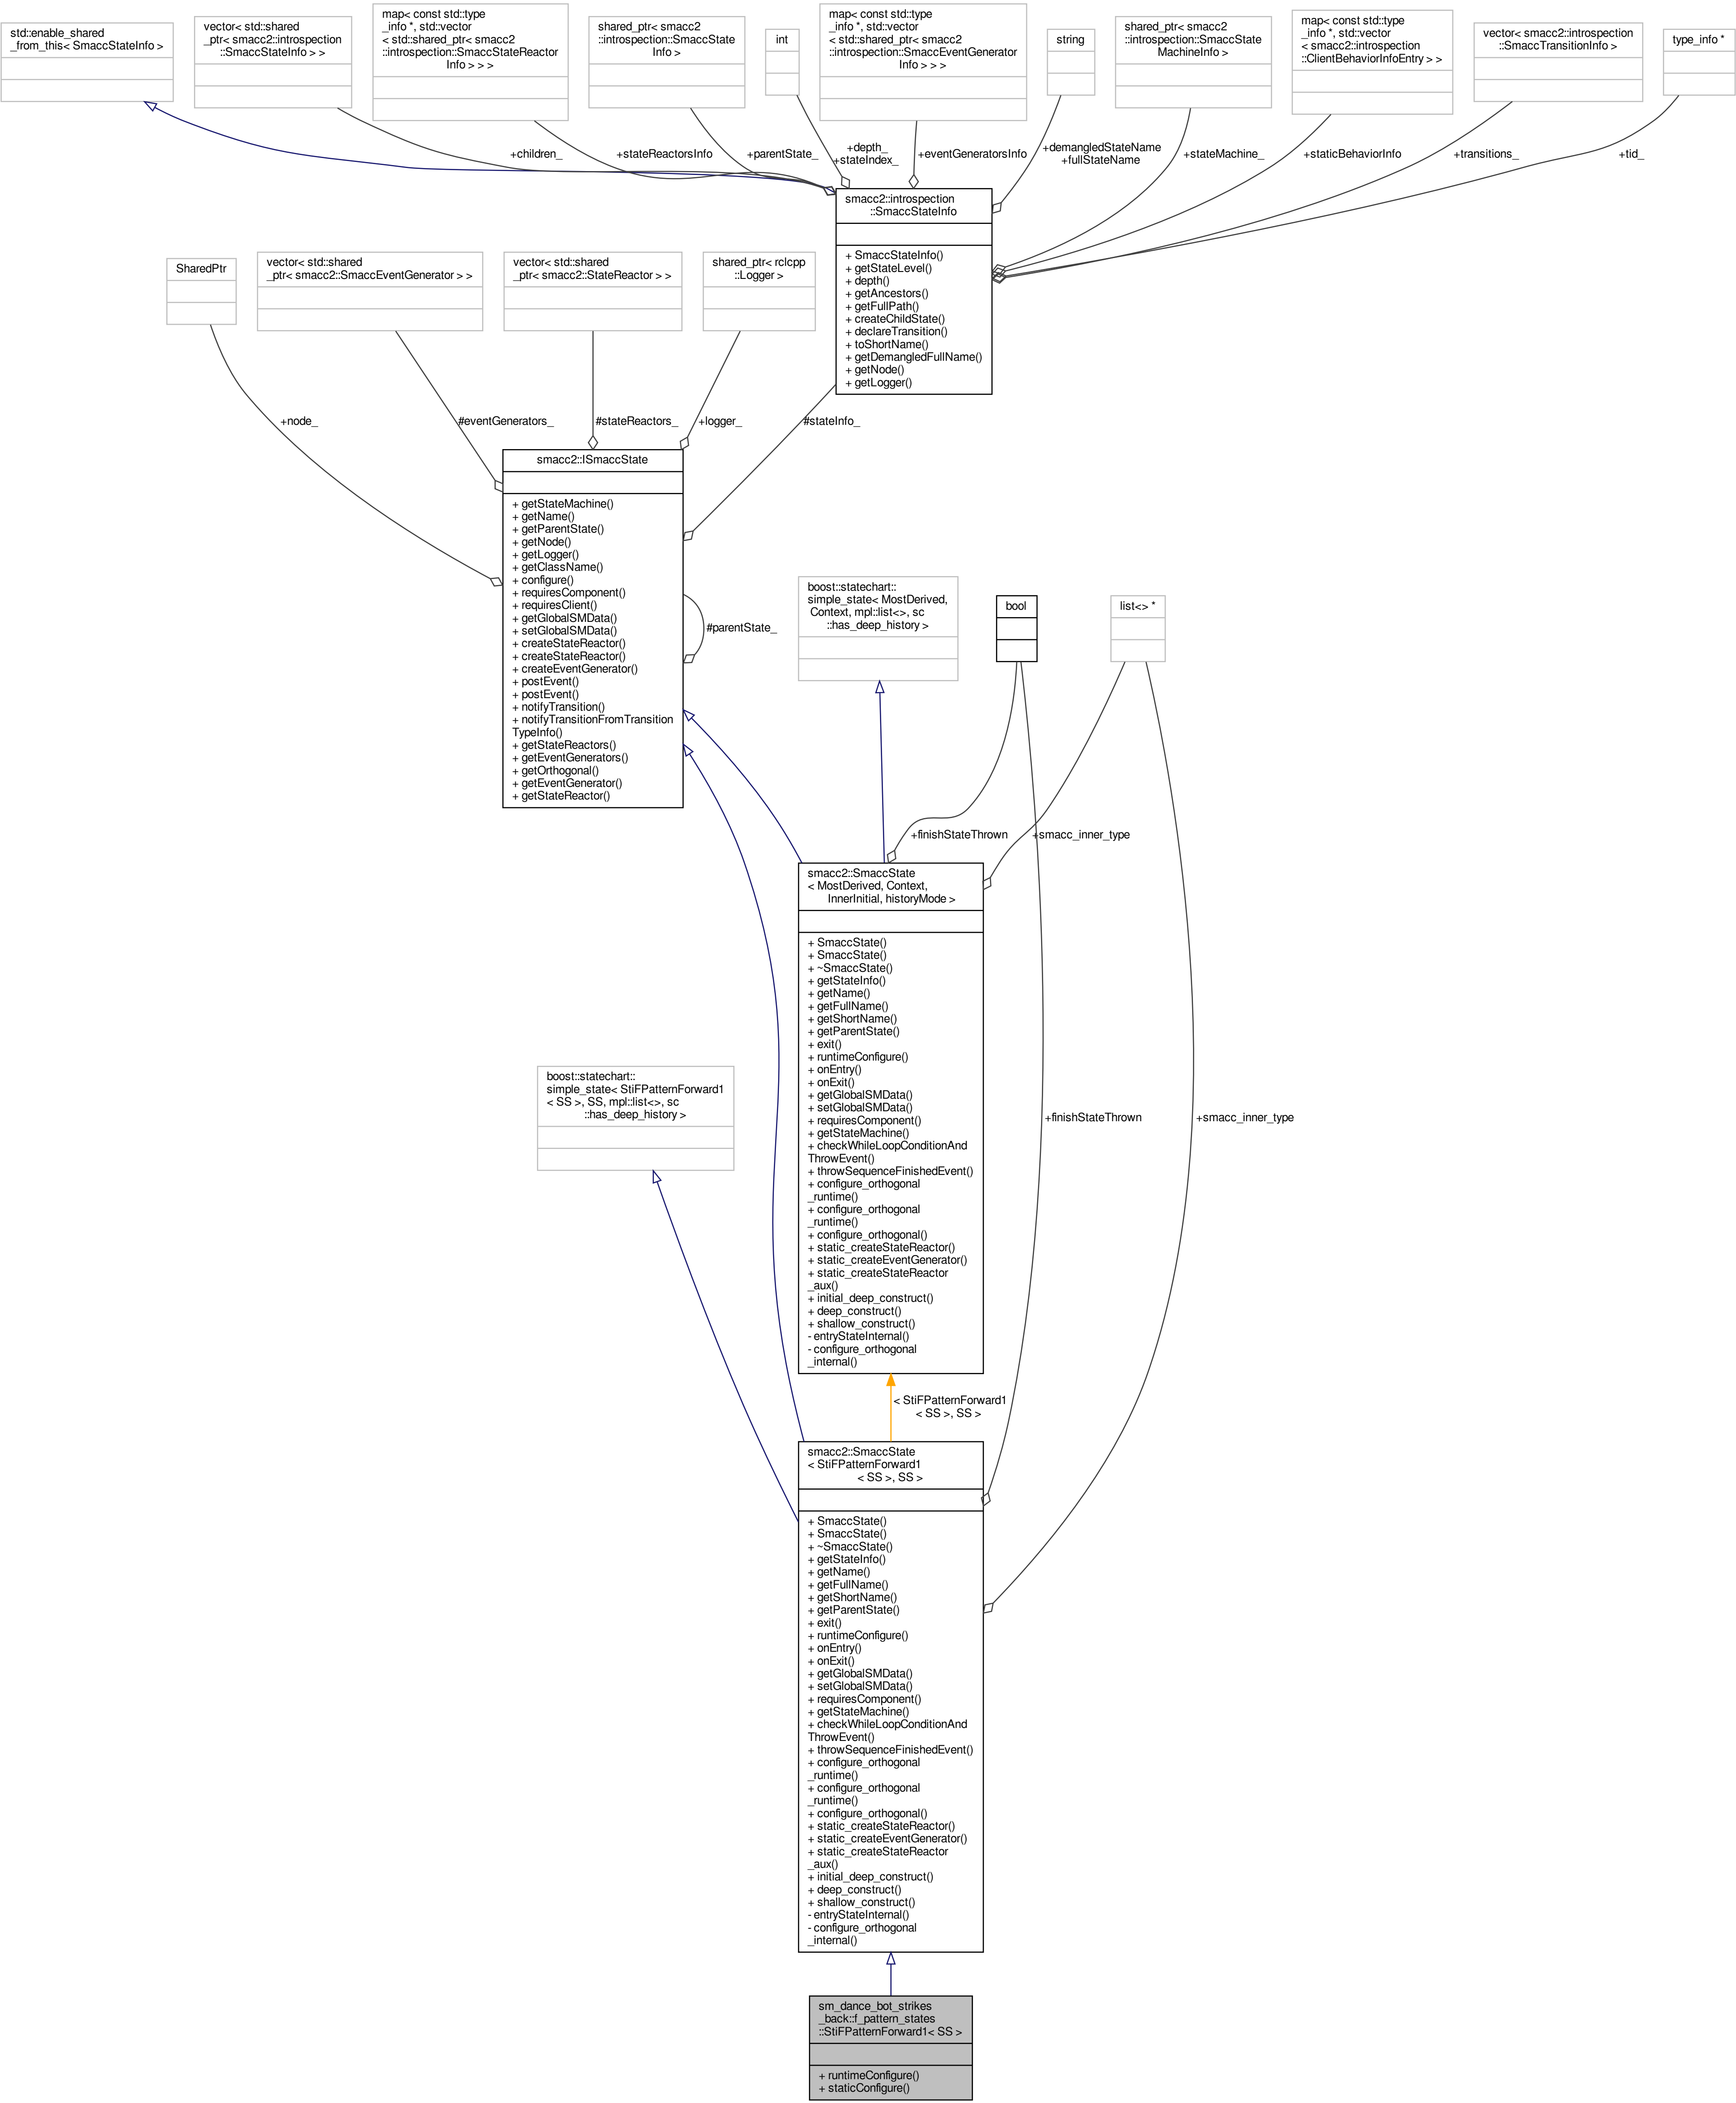 std::enable_shared
_from_this< SmaccStateInfo >
vector< std::shared
_ptr< smacc2::introspection
::SmaccStateInfo > >
map< const std::type
_info *, std::vector
< std::shared_ptr< smacc2
::introspection::SmaccStateReactor
Info > > >
shared_ptr< smacc2
::introspection::SmaccState
Info >
int
map< const std::type
_info *, std::vector
< std::shared_ptr< smacc2
::introspection::SmaccEventGenerator
Info > > >
string
shared_ptr< smacc2
::introspection::SmaccState
MachineInfo >
map< const std::type
_info *, std::vector
< smacc2::introspection
::ClientBehaviorInfoEntry > >
vector< smacc2::introspection
::SmaccTransitionInfo >
type_info *
+children_
+stateReactorsInfo
+parentState_
+depth_
+stateIndex_
+eventGeneratorsInfo
+demangledStateName
+fullStateName
+stateMachine_
+staticBehaviorInfo
+transitions_
+tid_
smacc2::introspection
::SmaccStateInfo
+ SmaccStateInfo()
+ getStateLevel()
+ depth()
+ getAncestors()
+ getFullPath()
+ createChildState()
+ declareTransition()
+ toShortName()
+ getDemangledFullName()
+ getNode()
+ getLogger()
SharedPtr
vector< std::shared
_ptr< smacc2::SmaccEventGenerator > >
vector< std::shared
_ptr< smacc2::StateReactor > >
shared_ptr< rclcpp
::Logger >
+node_
#eventGenerators_
#stateReactors_
+logger_
#stateInfo_
smacc2::ISmaccState
+ getStateMachine()
+ getName()
+ getParentState()
+ getNode()
+ getLogger()
+ getClassName()
+ configure()
+ requiresComponent()
+ requiresClient()
+ getGlobalSMData()
+ setGlobalSMData()
+ createStateReactor()
+ createStateReactor()
+ createEventGenerator()
+ postEvent()
+ postEvent()
+ notifyTransition()
+ notifyTransitionFromTransition
TypeInfo()
+ getStateReactors()
+ getEventGenerators()
+ getOrthogonal()
+ getEventGenerator()
+ getStateReactor()
#parentState_
boost::statechart::
simple_state< MostDerived,
Context, mpl::list<>, sc
::has_deep_history >
bool
list<> *
+finishStateThrown
+smacc_inner_type
smacc2::SmaccState
< MostDerived, Context,
InnerInitial, historyMode >
+ SmaccState()
+ SmaccState()
+ ~SmaccState()
+ getStateInfo()
+ getName()
+ getFullName()
+ getShortName()
+ getParentState()
+ exit()
+ runtimeConfigure()
+ onEntry()
+ onExit()
+ getGlobalSMData()
+ setGlobalSMData()
+ requiresComponent()
+ getStateMachine()
+ checkWhileLoopConditionAnd
ThrowEvent()
+ throwSequenceFinishedEvent()
+ configure_orthogonal
_runtime()
+ configure_orthogonal
_runtime()
+ configure_orthogonal()
+ static_createStateReactor()
+ static_createEventGenerator()
+ static_createStateReactor
_aux()
+ initial_deep_construct()
+ deep_construct()
+ shallow_construct()
- entryStateInternal()
- configure_orthogonal
_internal()
boost::statechart::
simple_state< StiFPatternForward1
< SS >, SS, mpl::list<>, sc
::has_deep_history >
+finishStateThrown
+smacc_inner_type
< StiFPatternForward1
< SS >, SS >
smacc2::SmaccState
< StiFPatternForward1
< SS >, SS >
+ SmaccState()
+ SmaccState()
+ ~SmaccState()
+ getStateInfo()
+ getName()
+ getFullName()
+ getShortName()
+ getParentState()
+ exit()
+ runtimeConfigure()
+ onEntry()
+ onExit()
+ getGlobalSMData()
+ setGlobalSMData()
+ requiresComponent()
+ getStateMachine()
+ checkWhileLoopConditionAnd
ThrowEvent()
+ throwSequenceFinishedEvent()
+ configure_orthogonal
_runtime()
+ configure_orthogonal
_runtime()
+ configure_orthogonal()
+ static_createStateReactor()
+ static_createEventGenerator()
+ static_createStateReactor
_aux()
+ initial_deep_construct()
+ deep_construct()
+ shallow_construct()
- entryStateInternal()
- configure_orthogonal
_internal()
sm_dance_bot_strikes
_back::f_pattern_states
::StiFPatternForward1< SS >
+ runtimeConfigure()
+ staticConfigure()